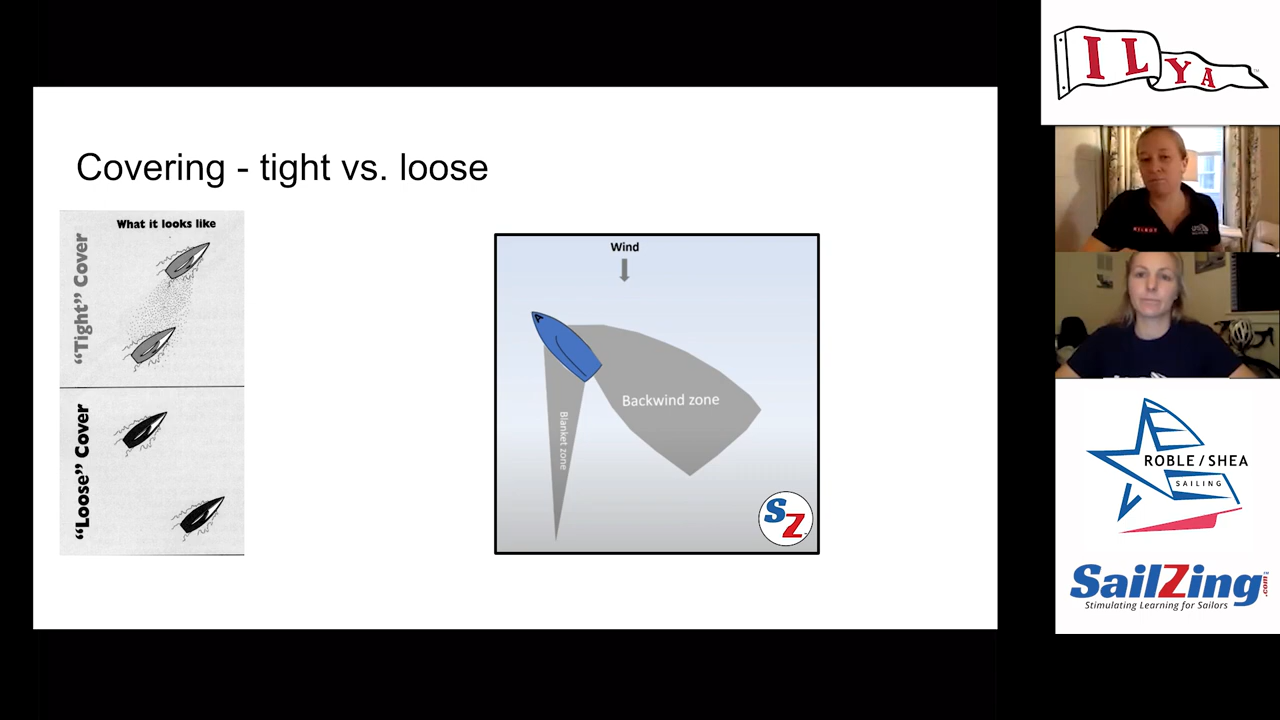 Covering - tight vs. loose
What it looks like
“Tight” Cover
“Loose” Cover
Wind
A
Backwind zone
Blanket zone
SZ
ILYA
ROBLE / SHEA
SAILING
SailZing.com
Stimulating Learning for Sailors